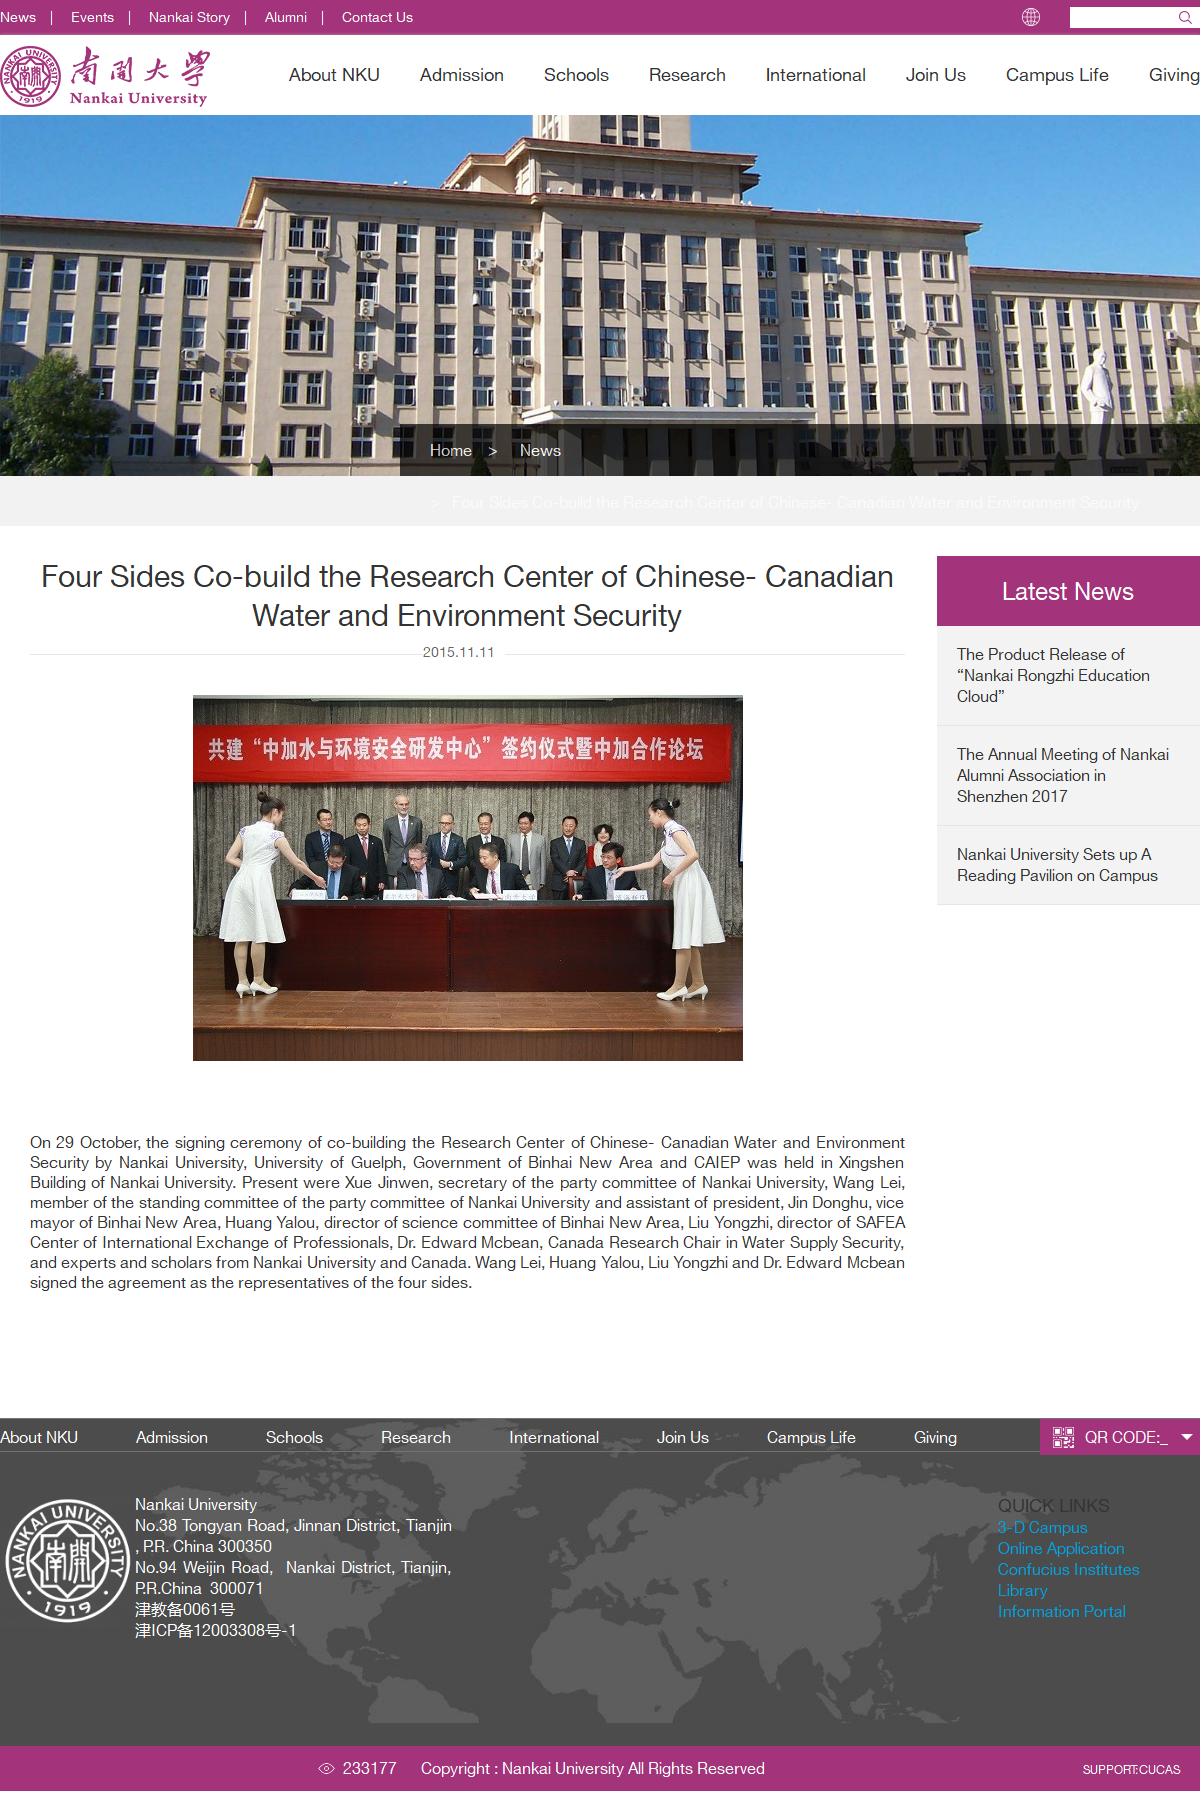 News | Events | Nankai Story | Alumni | Contact Us
NANKAI UNIVERSITY
1919
南開大學
Nankai University
About NKU Admission Schools Research International Join Us Campus Life Giving
Home > News
> Four Sides Co-build the Research Center of Chinese- Canadian Water and Environment Security
Four Sides Co-build the Research Center of Chinese- Canadian
Water and Environment Security
2015.11.11
共建“中加水与环境安全研发中心”签约仪式暨中加合作论坛
On 29 October, the signing ceremony of co-building the Research Center of Chinese- Canadian Water and Environment
Security by Nankai University, University of Guelph, Government of Binhai New Area and CAIEP was held in Xingshen
Building of Nankai University. Present were Xue Jinwen, secretary of the party committee of Nankai University, Wang Lei,
member of the standing committee of the party committee of Nankai University and assistant of president, Jin Donghu, vice
mayor of Binhai New Area, Huang Yalou, director of science committee of Binhai New Area, Liu Yongzhi, director of SAFEA
Center of International Exchange of Professionals, Dr. Edward Mcbean, Canada Research Chair in Water Supply Security,
and experts and scholars from Nankai University and Canada. Wang Lei, Huang Yalou, Liu Yongzhi and Dr. Edward Mcbean
signed the agreement as the representatives of the four sides.
Latest News
The Product Release of
“Nankai Rongzhi Education
Cloud”
The Annual Meeting of Nankai
Alumni Association in
Shenzhen 2017
Nankai University Sets up A
Reading Pavilion on Campus
About NKU Admission Schools Research International Join Us Campus Life Giving
QR CODE:_
NANKAI UNIVERSITY
南開
1919
Nankai University
No.38 Tongyan Road, Jinnan District, Tianjin
, P.R. China 300350
No.94 Weijin Road, Nankai District, Tianjin,
P.R.China 300071
津教备0061号
津ICP备12003308号-1
QUICK LINKS
3-D Campus
Online Application
Confucius Institutes
Library
Information Portal
233177 Copyright : Nankai University All Rights Reserved
SUPPORT:CUCAS